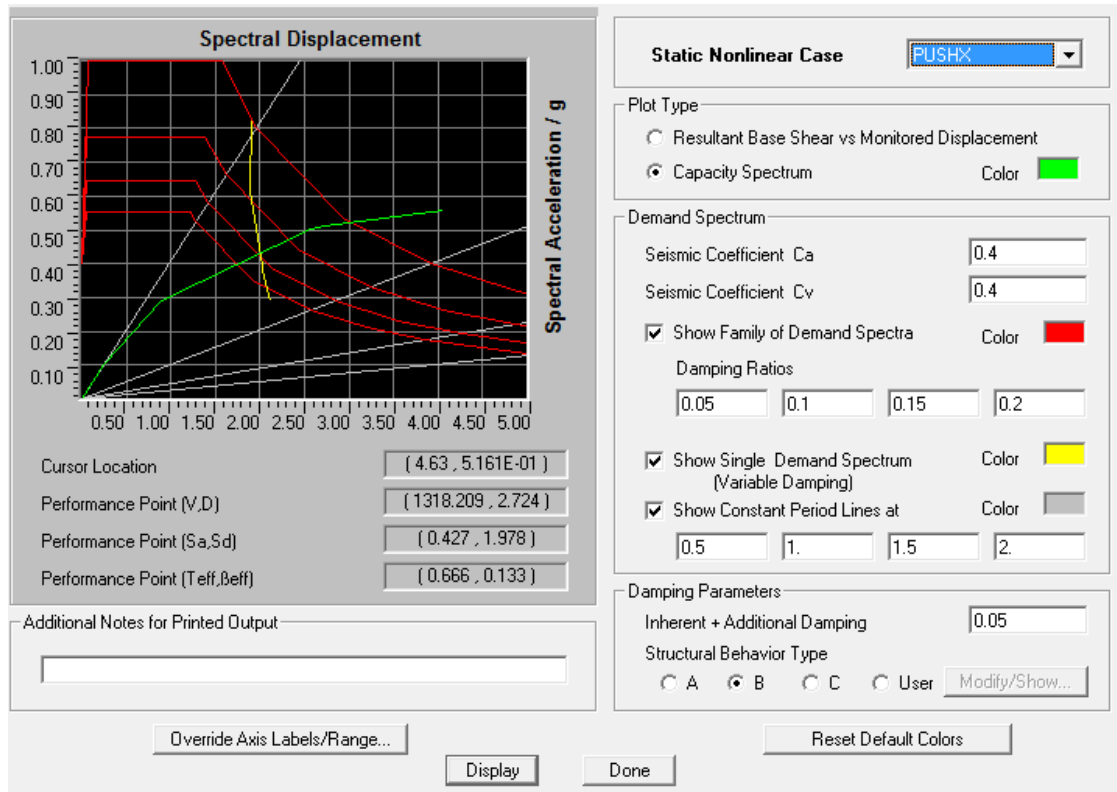 Spectral Displacement
1.00
0.90
0.80
0.70
0.60
0.50
0.40
0.30
0.20
0.10
0.50 1.00 1.50 2.00 2.50 3.00 3.50 4.00 4.50 5.00
Spectral Acceleration / g
Cursor Location ( 4.63 , 5.161E-01 )
Performance Point (V,D) ( 1318.209 , 2.724 )
Performance Point (Sa,Sd) ( 0.427 , 1.978 )
Performance Point (Teff,βeff) ( 0.666 , 0.133 )
Additional Notes for Printed Output
Static Nonlinear Case PUSHX
Plot Type
Resultant Base Shear vs Monitored Displacement
Capacity Spectrum Color
Demand Spectrum
Seismic Coefficient Ca 0.4
Seismic Coefficient Cv 0.4
Show Family of Demand Spectra Color
Damping Ratios
0.05 0.1 0.15 0.2
Show Single Demand Spectrum Color
(Variable Damping)
Show Constant Period Lines at Color
0.5 1. 1.5 2.
Damping Parameters
Inherent + Additional Damping 0.05
Structural Behavior Type
A B C User Modify/Show...
Override Axis Labels/Range... Reset Default Colors
Display Done